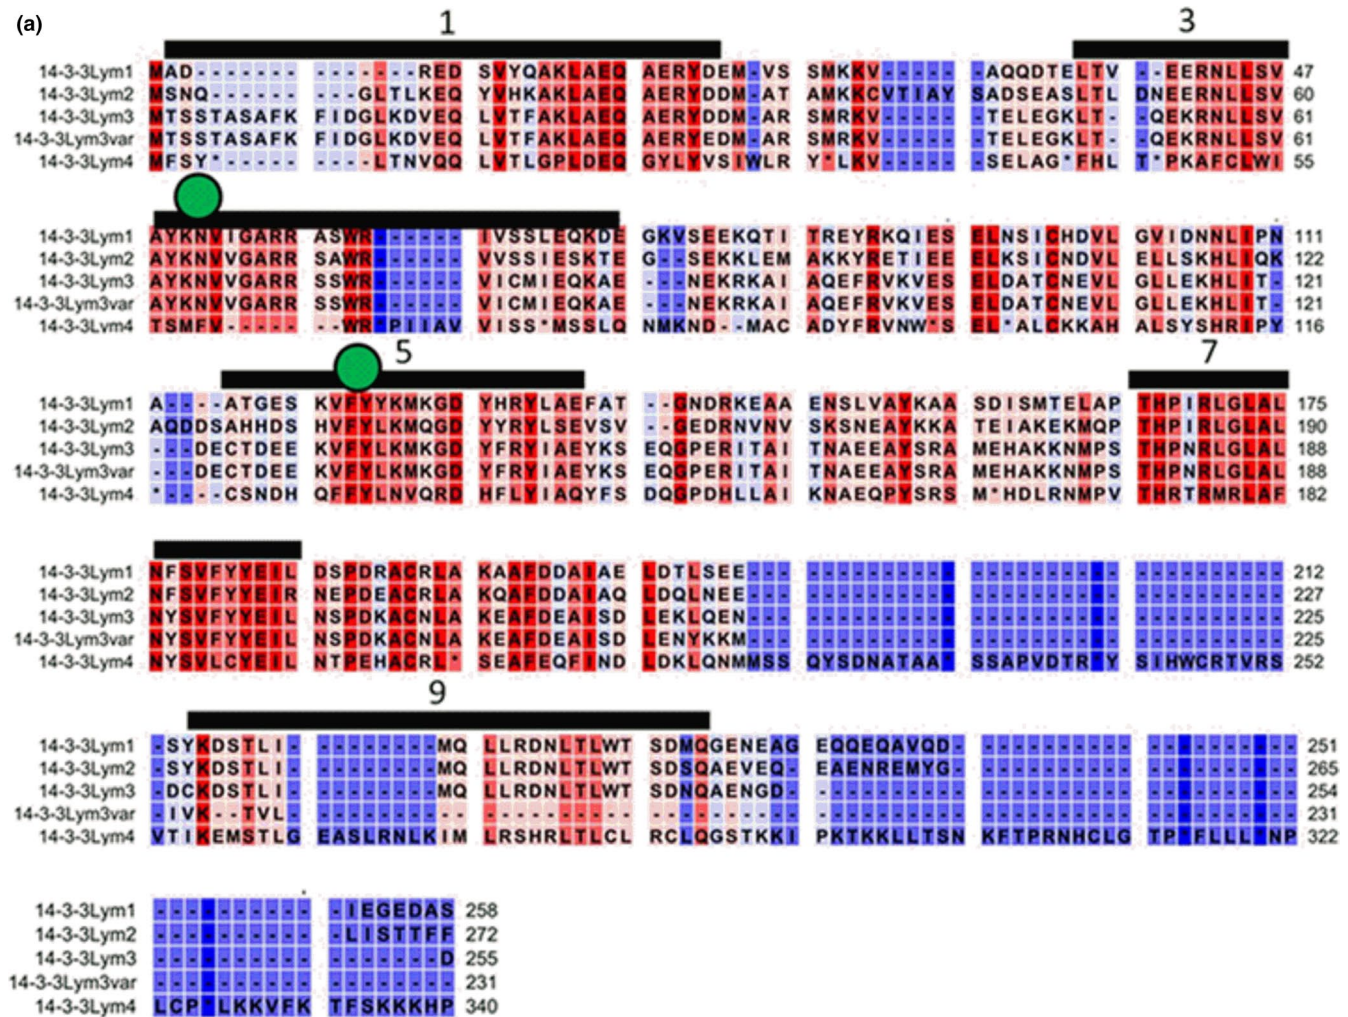 (a)
1 3
14-3-3Lym1 MAD------- -------RED SVYQAKLAEQ AERYDEM-VS SMKKV----- -AQQDTELTV --EERNLLSV 47
14-3-3Lym2 MSNQ------ ---GLTLKEQ YVHKAKLAEQ AERYDDM-AT AMKKCVTIAY SADSEASLTL DNEERNLLSV 60
14-3-3Lym3 MTSSTASAFK FIDGLKDVEQ LVTFAKLAEQ AERYEDM-AR SMRKV----- -TELEGKLT- -QEKRNLLSV 61
14-3-3Lym3var MTSSTASAFK FIDGLKDVEQ LVTFAKLAEQ AERYEDM-AR SMRKV----- -TELEGKLT- -QEKRNLLSV 61
14-3-3Lym4 MFSY*----- ----LTNVQQ LVTLGPLDEQ GYLYVSIWLR Y*LKV----- -SELAG*FHL T*PKAFCLWI 55
14-3-3Lym1 AYKNVIGARR ASWR------ IVSSLEQKDE GKVSEEKQTI TREYRKQIES ELNSICHDVL GVIDNNLIPN 111
14-3-3Lym2 AYKNVVGARR SAWR------ VVSSIESKTE G--SEKKLEM AKKYRETIEE ELKSICNDVL ELLSKHLIQK 122
14-3-3Lym3 AYKNVVGARR SSWR------ VICMIEQKAE ---NEKRKAI AQEFRVKVES ELDATCNEVL GLLEKHLIT- 121
14-3-3Lym3var AYKNVVGARR SSWR------ VICMIEQKAE ---NEKRKAI AQEFRVKVES ELDATCNEVL GLLEKHLIT- 121
14-3-3Lym4 TSMFV----- --WR*PIIAV VISS*MSSLQ NMKND--MAC ADYFRVNW*S EL*ALCKKAH ALSYSHRIPY 116
5 7
14-3-3Lym1 A----ATGES KVFYYKMKGD YHRYLAEFAT --GNDRKEAA ENSLVAYKAA SDISMTELAP THPIRLGLAL 175
14-3-3Lym2 AQDDSAHHDS HVFYLKMQGD YYRYLSEVSV --GEDRNVNV SKSNEAYKKA TEIAKEKMQP THPIRLGLAL 190
14-3-3Lym3 ---DECTDEE KVFYLKMKGD YFRYIAEYKS EQGPERITAI TNAEEAYSRA MEHAKKNMPS THPNRLGLAL 188
14-3-3Lym3var ---DECTDEE KVFYLKMKGD YFRYIAEYKS EQGPERITAI TNAEEAYSRA MEHAKKNMPS THPNRLGLAL 188
14-3-3Lym4 *----CSNDH QFFYLNVQRD HFLYIAQYFS DQGPDHLLAI KNAEQPYSRS M*HDLRNMPV THRTRMRLAF 182
14-3-3Lym1 NFSVFYYEIL DSPDRACRLA KAAFDDAIAE LDTLSEE--- ---------- ---------- ---------- 212
14-3-3Lym2 NFSVFYYEIR NEPDEACRLA KQAFDDAIAQ LDQLNEE--- ---------- ---------- ---------- 227
14-3-3Lym3 NYSVFYYEIL NSPDKACNLA KEAFDEAISD LEKLQEN--- ---------- ---------- ---------- 225
14-3-3Lym3var NYSVFYYEIL NSPDKACNLA KEAFDEAISD LENYKKM--- ---------- ---------- ---------- 225
14-3-3Lym4 NYSVLCYEIL NTPEHACRL* SEAFEQFIND LDKLQNMMSS QYSDNATAA* SSAPVDTR*Y SIHWCRTVRS 252
9
14-3-3Lym1 -SYKDSTLI- --------MQ LLRDNLTLWT SDMQGENEAG EQQEQAVQD- ---------- ---------- 251
14-3-3Lym2 -SYKDSTLI- --------MQ LLRDNLTLWT SDSQAEVEQ- EAENREMYG- ---------- ---------- 265
14-3-3Lym3 -DCKDSTLI- --------MQ LLRDNLTLWT SDNQAENGD- ---------- ---------- ---------- 254
14-3-3Lym3var -IVK--TVL- ---------- ---------- ---------- ---------- ---------- ---------- 231
14-3-3Lym4 VTIKEMSTLG EASLRNLKIM LRSHRLTLCL RCLQGSTKKI PKTKKLLTSN KFTPRNHCLG TP*FLLL*NP 322
14-3-3Lym1 ---------- -IEGEDAS 258
14-3-3Lym2 ---------- -LISTTFF 272
14-3-3Lym3 ---------- -------D 255
14-3-3Lym3var ---------- -------- 231
14-3-3Lym4 LCP*LKKVFK TFSKKKHP 340